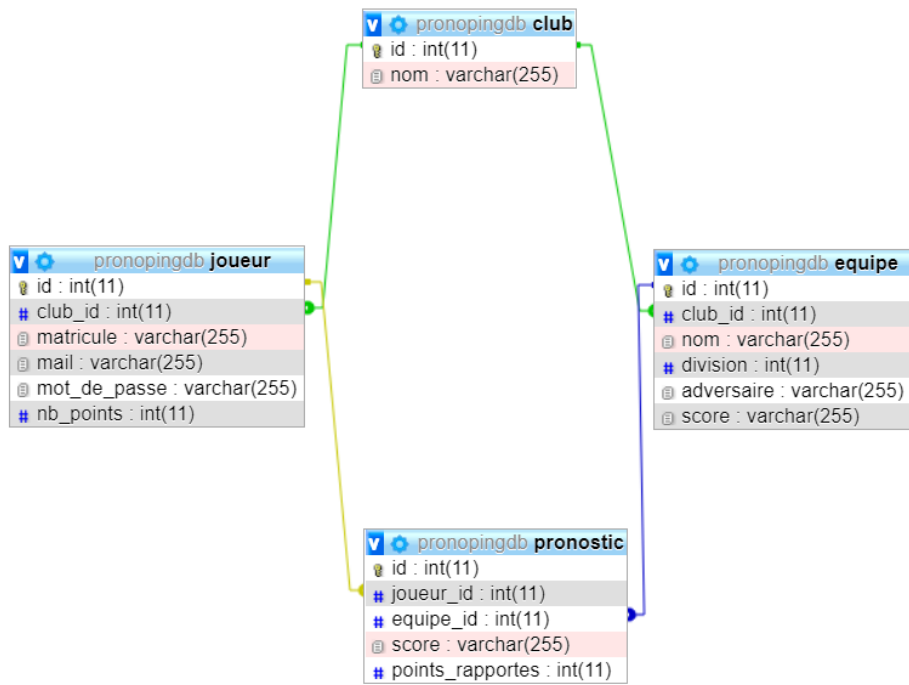 pronopingdb club
id : int(11)
nom : varchar(255)
pronopingdb joueur
id : int(11)
club_id : int(11)
matricule : varchar(255)
mail : varchar(255)
mot_de_passe : varchar(255)
nb_points : int(11)
pronopingdb equipe
id : int(11)
club_id : int(11)
nom : varchar(255)
division : int(11)
adversaire : varchar(255)
score : varchar(255)
pronopingdb pronostic
id : int(11)
joueur_id : int(11)
equipe_id : int(11)
score : varchar(255)
points_rapportes : int(11)